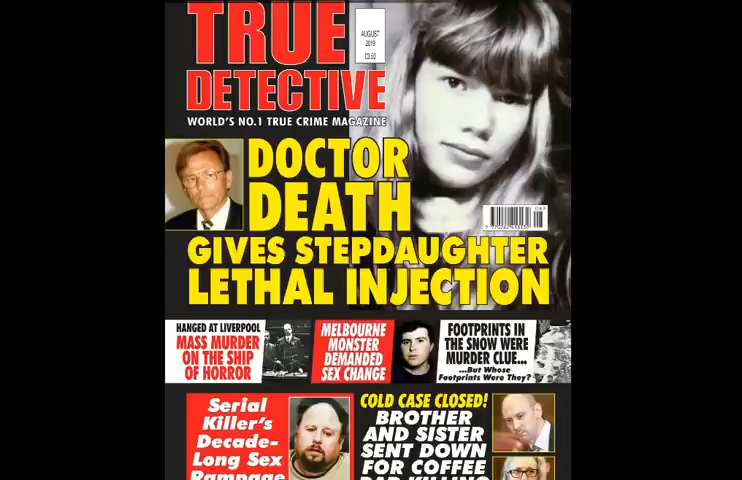 TRUE
DETECTIVE
AUGUST
2019
£3.50
WORLD'S NO.1 TRUE CRIME MAGAZINE
DOCTOR
DEATH
GIVES STEPDAUGHTER
LETHAL INJECTION
HANGED AT LIVERPOOL
MASS MURDER
ON THE SHIP
OF HORROR
MELBOURNE
MONSTER
DEMANDED
SEX CHANGE
FOOTPRINTS IN
THE SNOW WERE
MURDER CLUE...
...But Whose
Footprints Were They?
Serial
Killer's
Decade-
Long Sex
Rampage
COLD CASE CLOSED!
BROTHER
AND SISTER
SENT DOWN
FOR COFFEE
BAR KILLING